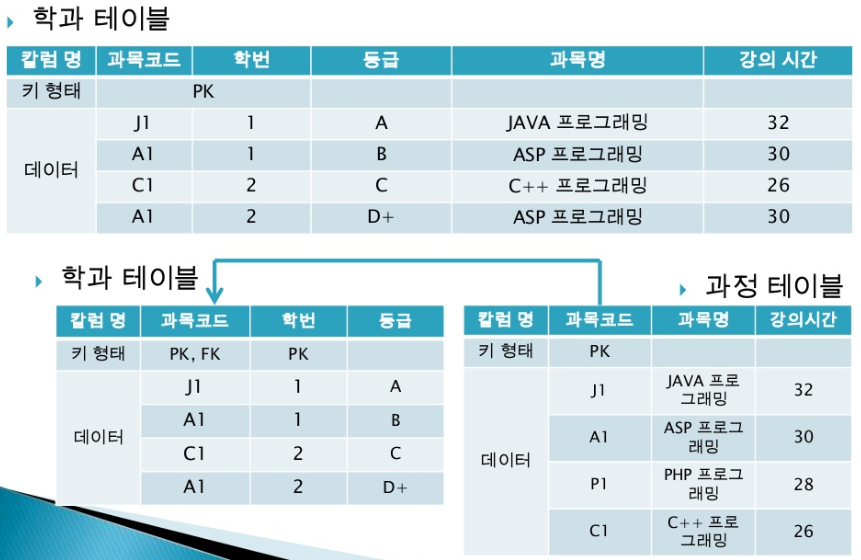 학과 테이블
칼럼 명 과목코드 학번 등급 과목명 강의 시간
키 형태 PK
데이터
J1 1 A JAVA 프로그래밍 32
A1 1 B ASP 프로그래밍 30
C1 2 C C++ 프로그래밍 26
A1 2 D+ ASP 프로그래밍 30
학과 테이블
칼럼 명 과목코드 학번 등급
키 형태 PK, FK PK
데이터
J1 1 A
A1 1 B
C1 2 C
A1 2 D+
과정 테이블
칼럼 명 과목코드 과목명 강의시간
키 형태 PK
데이터
J1 JAVA 프로
그래밍 32
A1 ASP 프로그
래밍 30
P1 PHP 프로그
래밍 28
C1 C++ 프로
그래밍 26